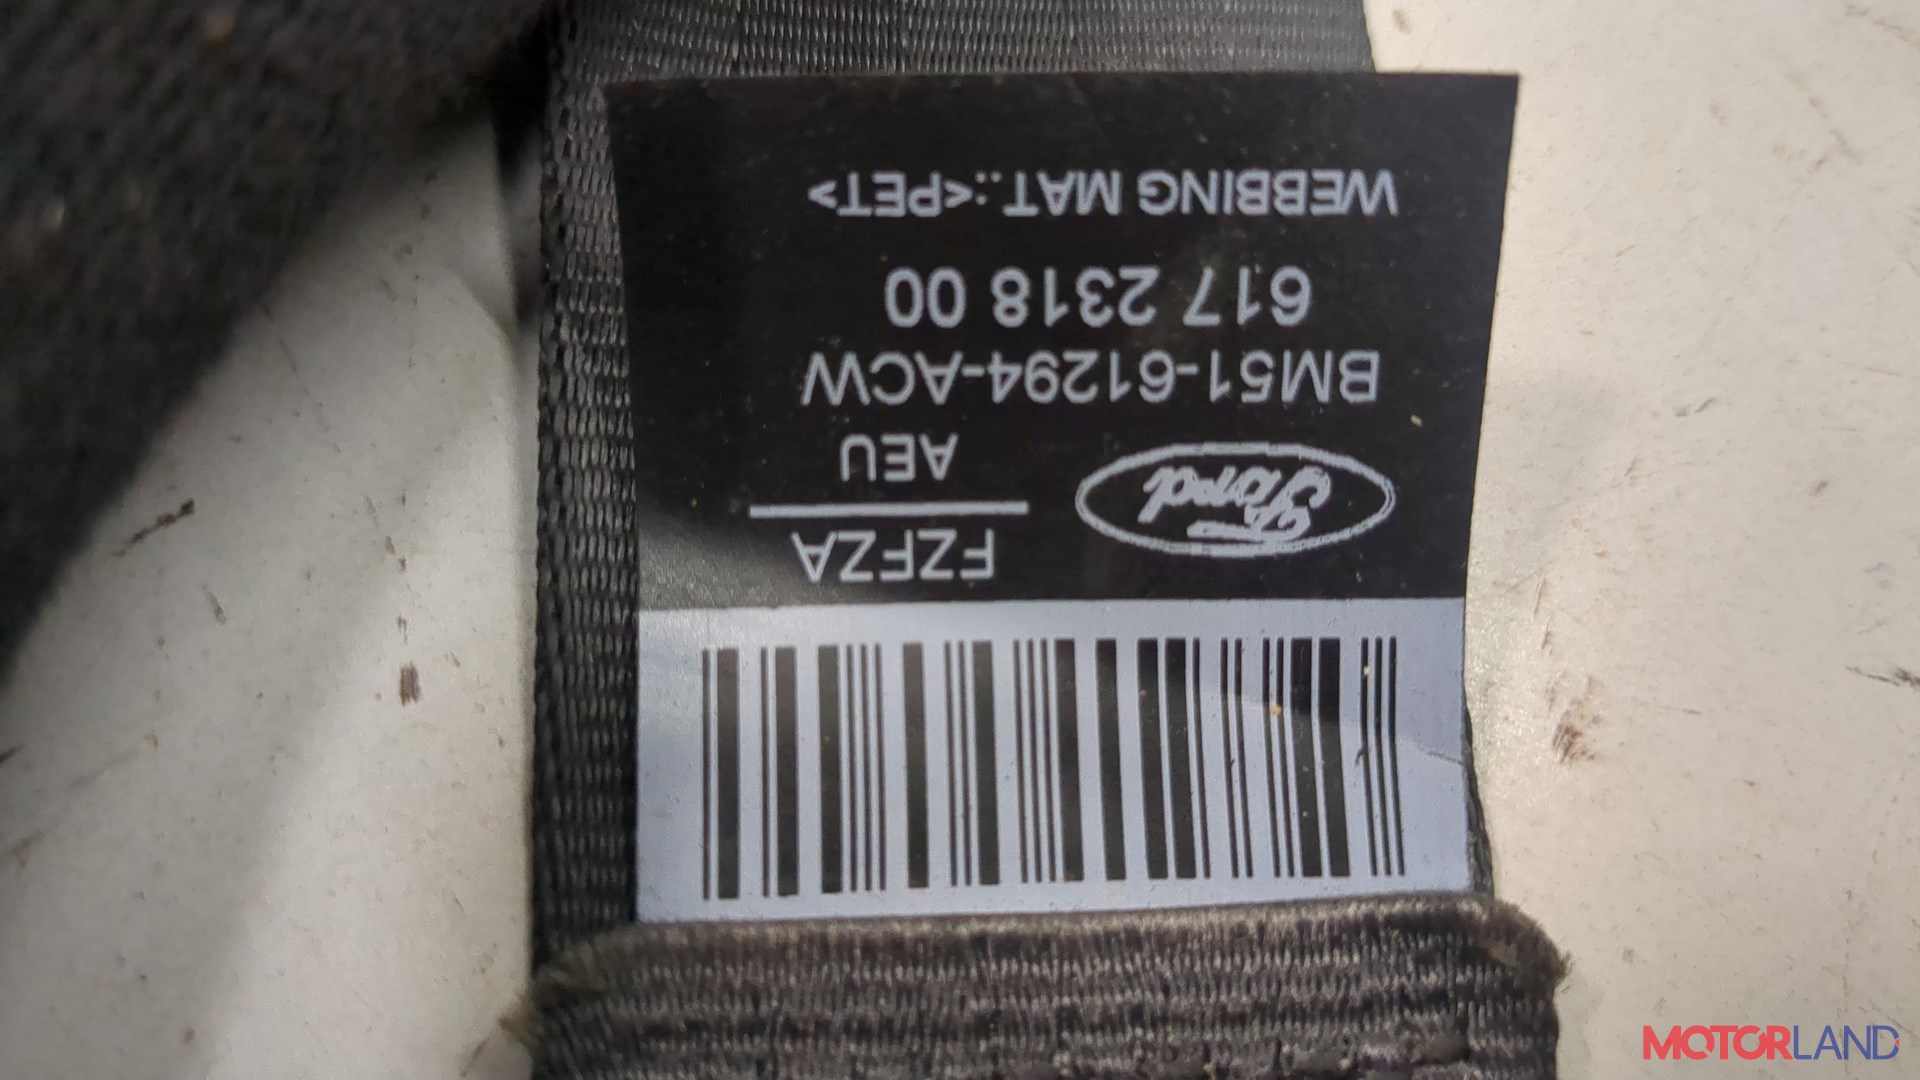 FZFZA
AEU
Ford
BM51-61294-ACW
617 2318 00
WEBBING MAT.:<PET>
MOTORLAND